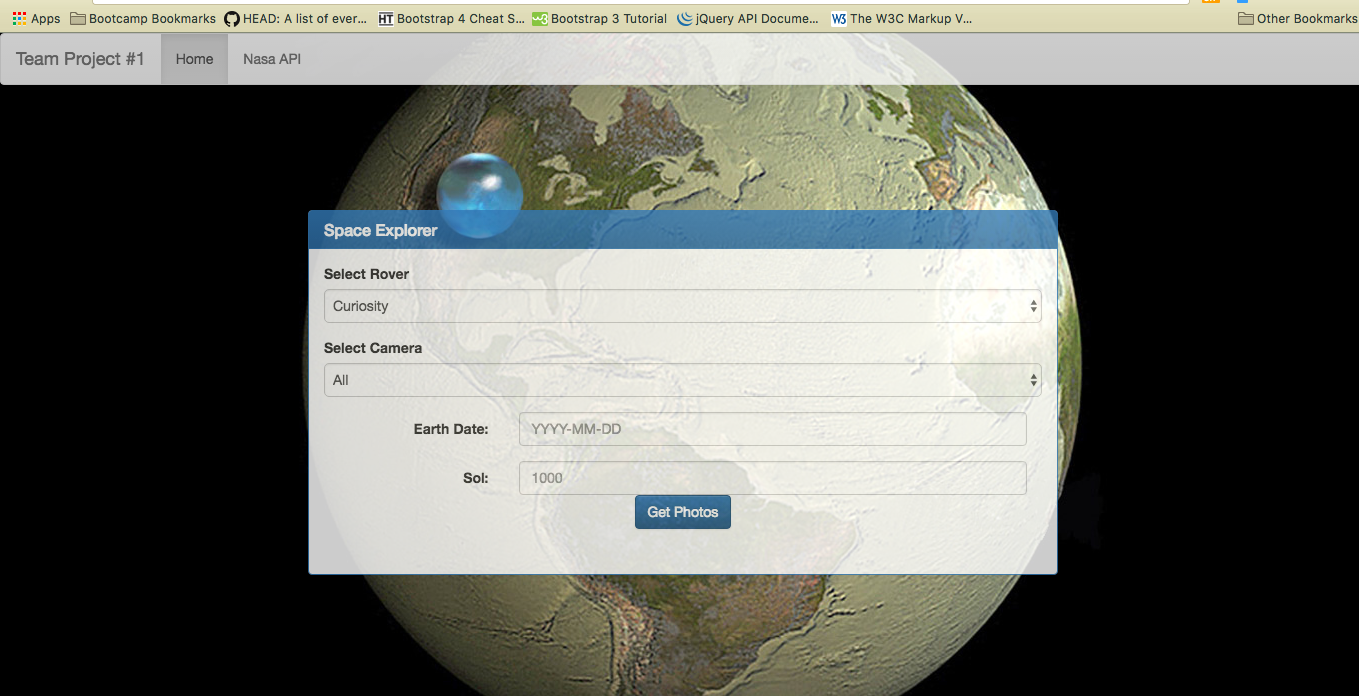 Apps Bootcamp Bookmarks HEAD: A list of ever... HT Bootstrap 4 Cheat S... w3 Bootstrap 3 Tutorial jQuery API Docume... W3 The W3C Markup V... Other Bookmarks
Team Project #1 Home Nasa API
Space Explorer
Select Rover
Curiosity
Select Camera
All
Earth Date: YYYY-MM-DD
Sol: 1000
Get Photos